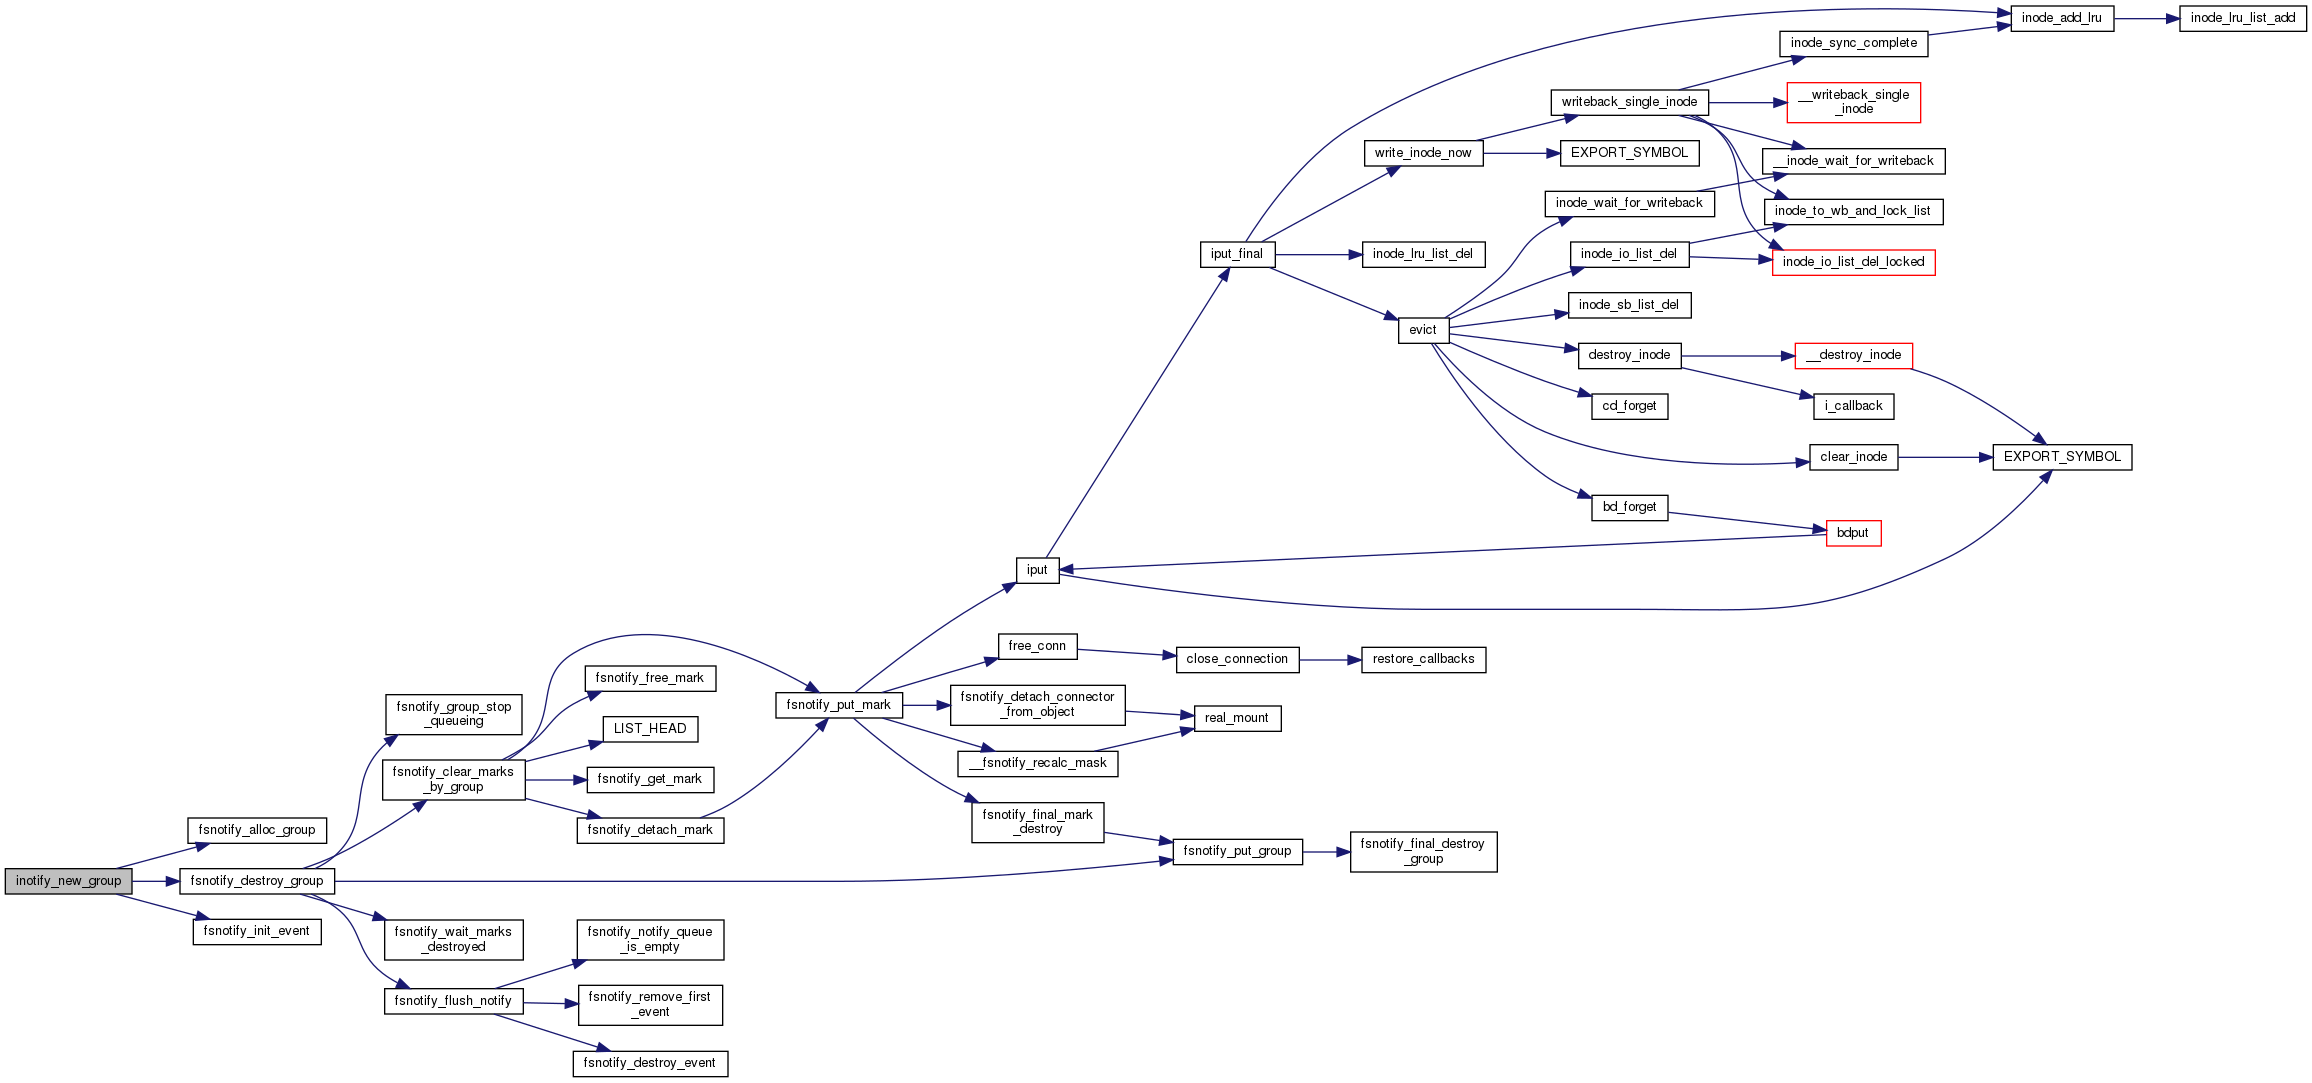 inode_add_lru
inode_lru_list_add
inode_sync_complete
writeback_single_inode
__writeback_single
_inode
write_inode_now
EXPORT_SYMBOL
__inode_wait_for_writeback
inode_wait_for_writeback
inode_to_wb_and_lock_list
iput_final
inode_lru_list_del
inode_io_list_del
inode_io_list_del_locked
inode_sb_list_del
evict
destroy_inode
__destroy_inode
cd_forget
i_callback
clear_inode
EXPORT_SYMBOL
bd_forget
bdput
iput
free_conn
close_connection
restore_callbacks
fsnotify_free_mark
fsnotify_put_mark
fsnotify_detach_connector
_from_object
real_mount
fsnotify_group_stop
_queueing
LIST_HEAD
__fsnotify_recalc_mask
fsnotify_clear_marks
_by_group
fsnotify_get_mark
fsnotify_detach_mark
fsnotify_final_mark
_destroy
fsnotify_alloc_group
fsnotify_put_group
fsnotify_final_destroy
_group
inotify_new_group
fsnotify_destroy_group
fsnotify_init_event
fsnotify_wait_marks
_destroyed
fsnotify_notify_queue
_is_empty
fsnotify_flush_notify
fsnotify_remove_first
_event
fsnotify_destroy_event